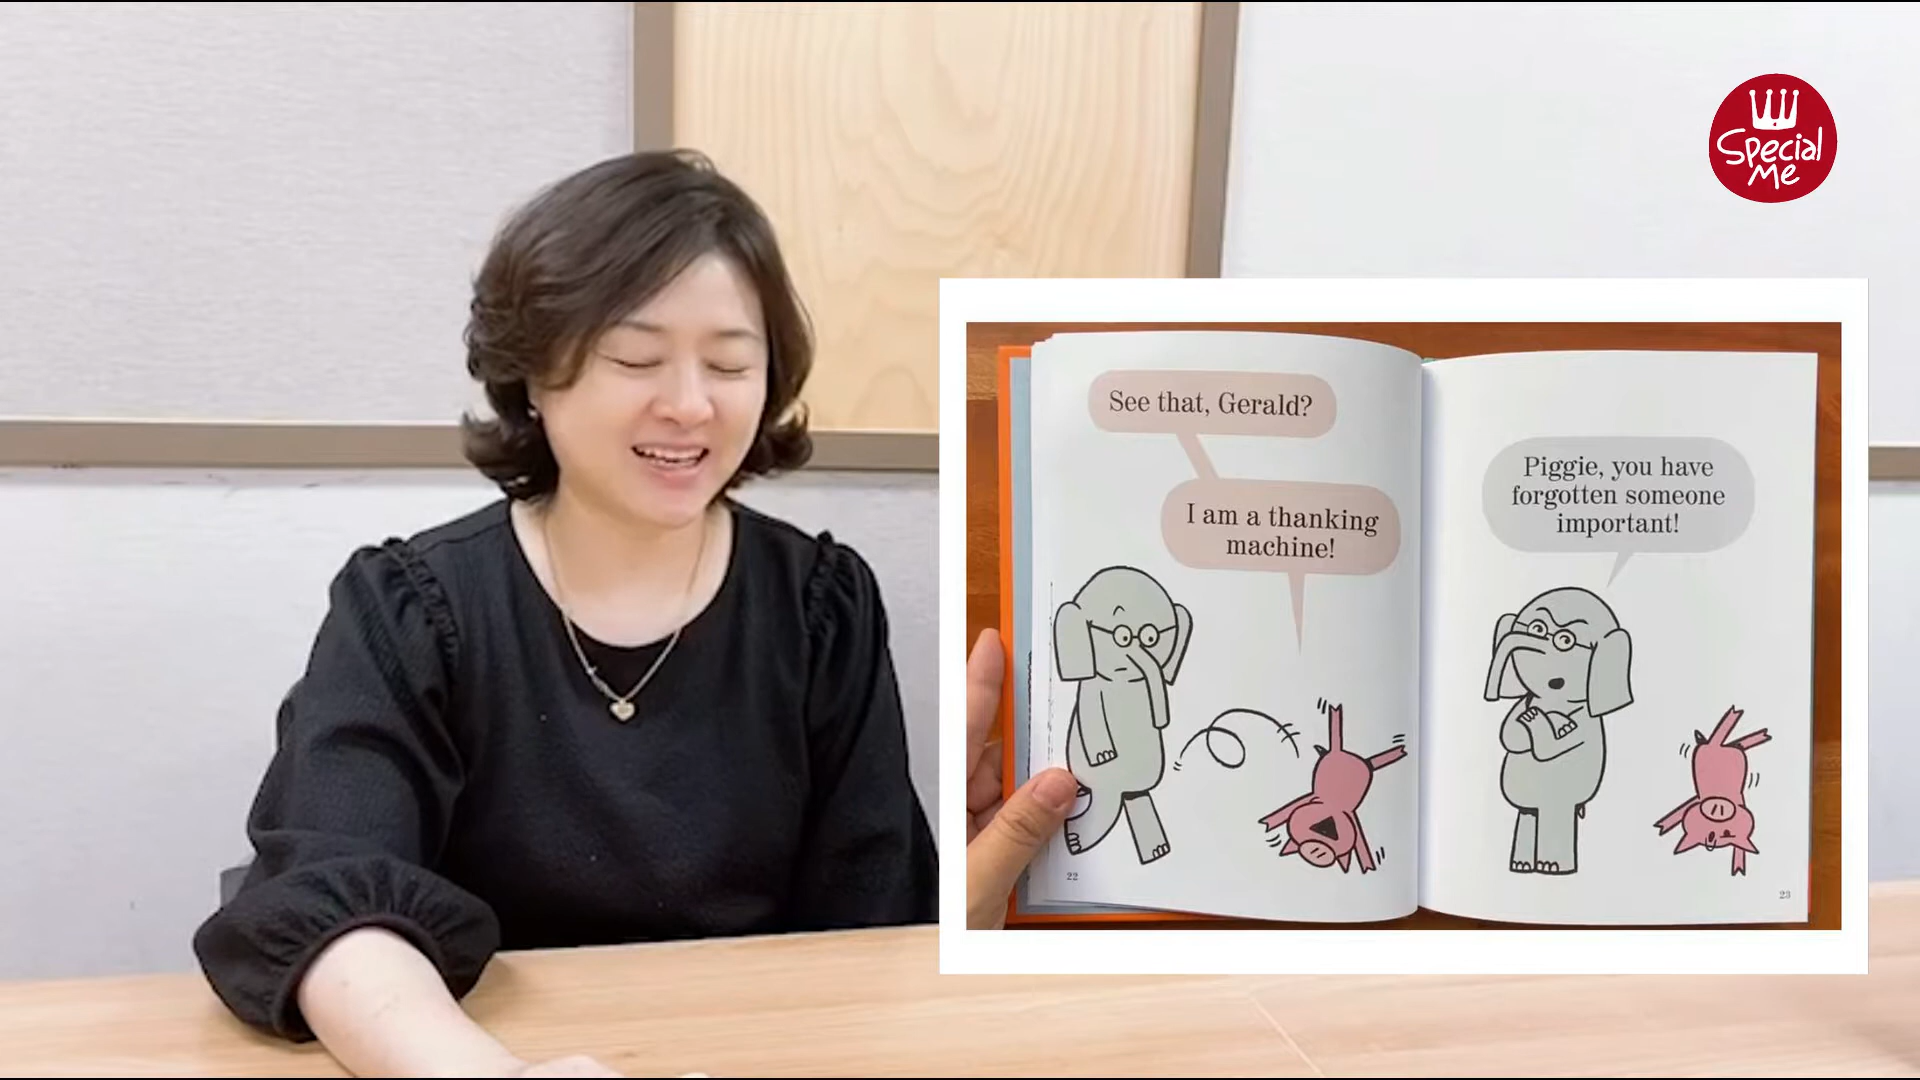 Special
Me
See that, Gerald?
I am a thanking
machine!
Piggie, you have
forgotten someone
important!
22
23